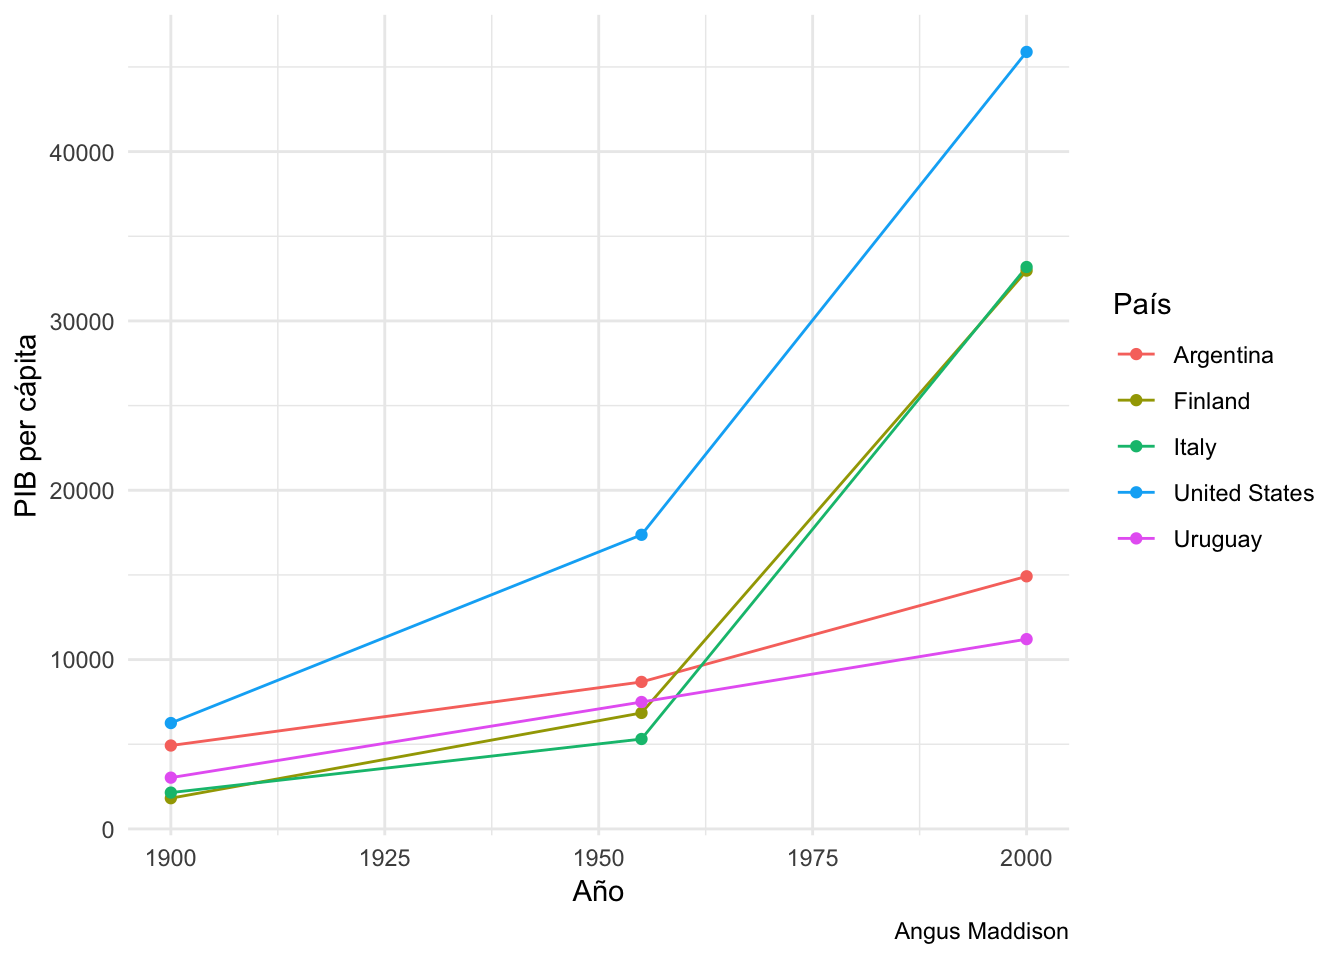 40000
30000
20000
10000
0
PIB per cápita
1900 1925 1950 1975 2000
Año
País
Argentina
Finland
Italy
United States
Uruguay
Angus Maddison